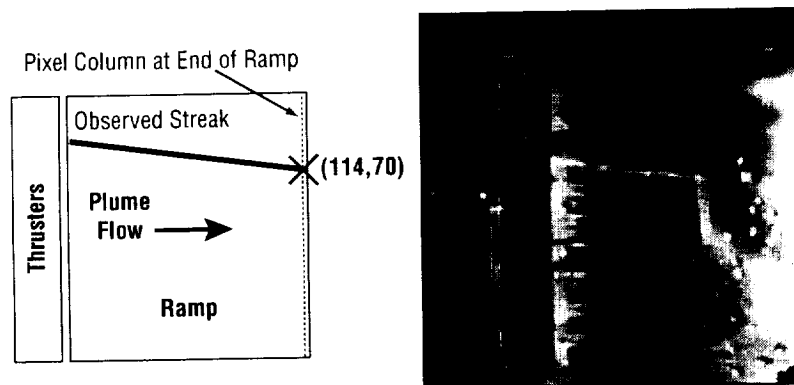 Pixel Column at End of Ramp
Observed Streak
(114,70)
Thrusters
Plume
Flow
Ramp